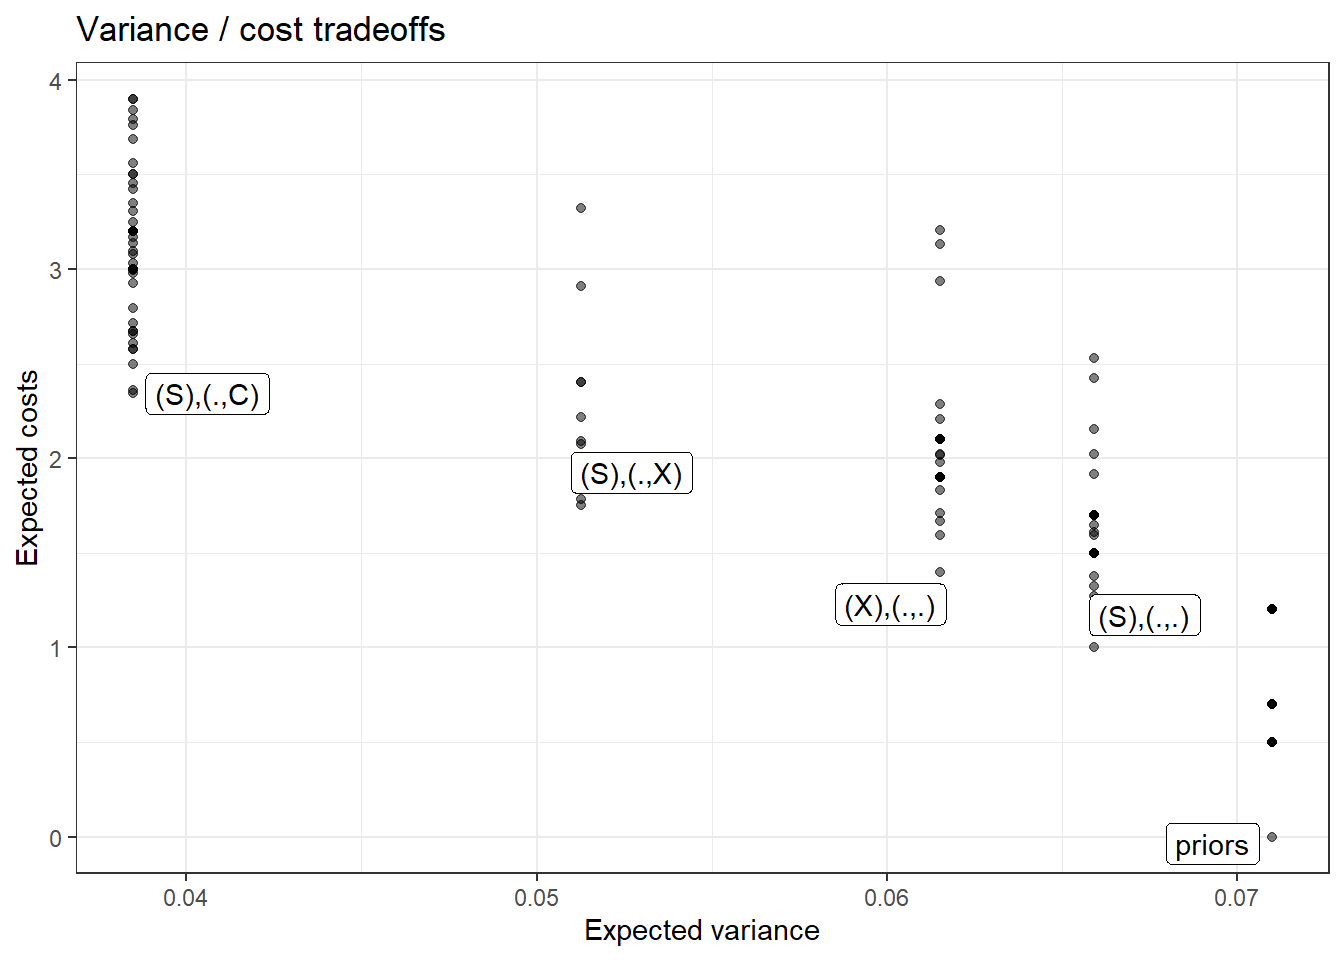 Variance / cost tradeoffs
4
3
2
1
0
Expected costs
(S),(.,C)
(S),(.,X)
(X),(.,.)
(S),(.,.)
priors
0.04
0.05
0.06
0.07
Expected variance